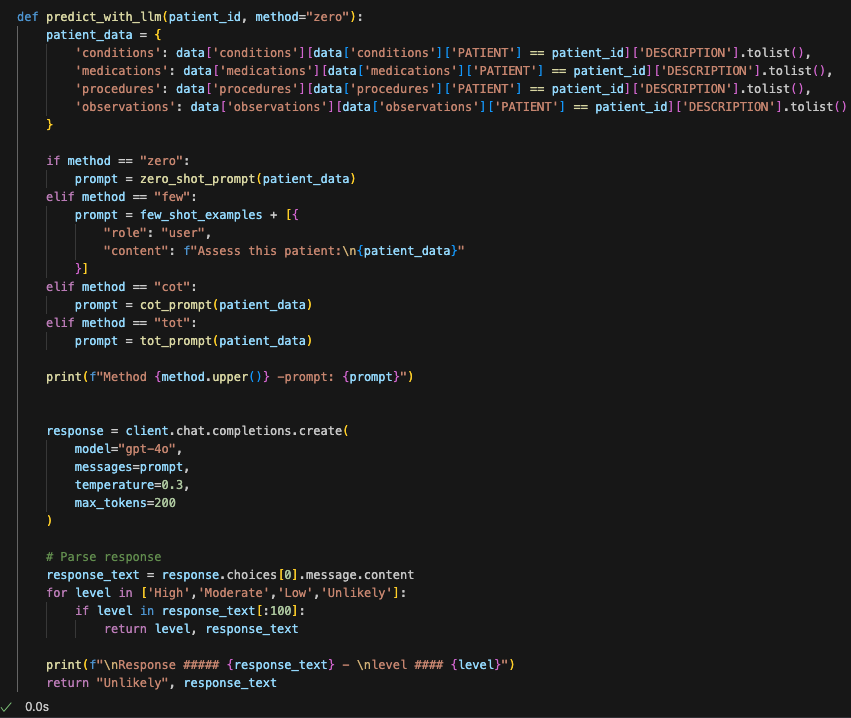 def predict_with_llm(patient_id, method="zero"):
    patient_data = {
        'conditions': data['conditions'][data['conditions']['PATIENT'] == patient_id]['DESCRIPTION'].tolist(),
        'medications': data['medications'][data['medications']['PATIENT'] == patient_id]['DESCRIPTION'].tolist(),
        'procedures': data['procedures'][data['procedures']['PATIENT'] == patient_id]['DESCRIPTION'].tolist(),
        'observations': data['observations'][data['observations']['PATIENT'] == patient_id]['DESCRIPTION'].tolist()
    }

    if method == "zero":
        prompt = zero_shot_prompt(patient_data)
    elif method == "few":
        prompt = few_shot_examples + [{
            "role": "user",
            "content": f"Assess this patient:\n{patient_data}"
        }]
    elif method == "cot":
        prompt = cot_prompt(patient_data)
    elif method == "tot":
        prompt = tot_prompt(patient_data)

    print(f"Method {method.upper()} -prompt: {prompt}")


    response = client.chat.completions.create(
        model="gpt-4o",
        messages=prompt,
        temperature=0.3,
        max_tokens=200
    )

    # Parse response
    response_text = response.choices[0].message.content
    for level in ['High','Moderate','Low','Unlikely']:
        if level in response_text[:100]:
            return level, response_text

    print(f"\nResponse ##### {response_text} - \nlevel #### {level}")
    return "Unlikely", response_text
✓ 0.0s